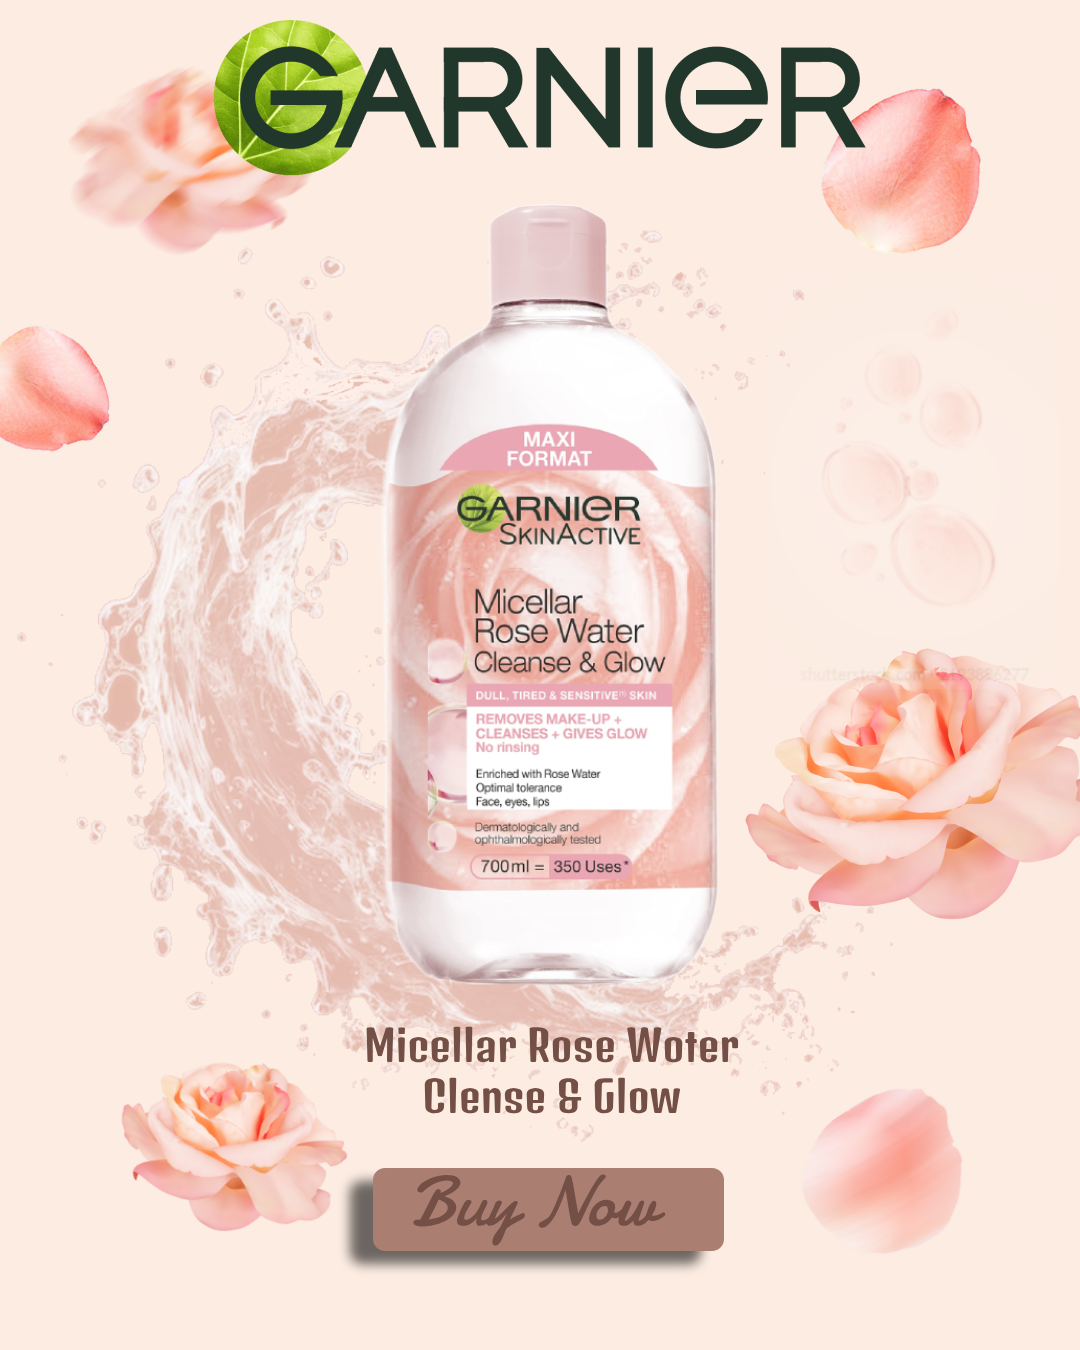 GARNIER
MAXI
FORMAT
GARNIER
SKINACTIVE
Micellar
Rose Water
Cleanse & Glow
DULL, TIRED & SENSITIVE™ SKIN
REMOVES MAKE-UP +
CLEANSES + GIVES GLOW
No rinsing
Enriched with Rose Water
Optimal tolerance
Face, eyes, lips
Dermatologically and
ophthalmologically tested
700ml = 350 Uses*
Micellar Rose Woter
Clense & Glow
Buy Now